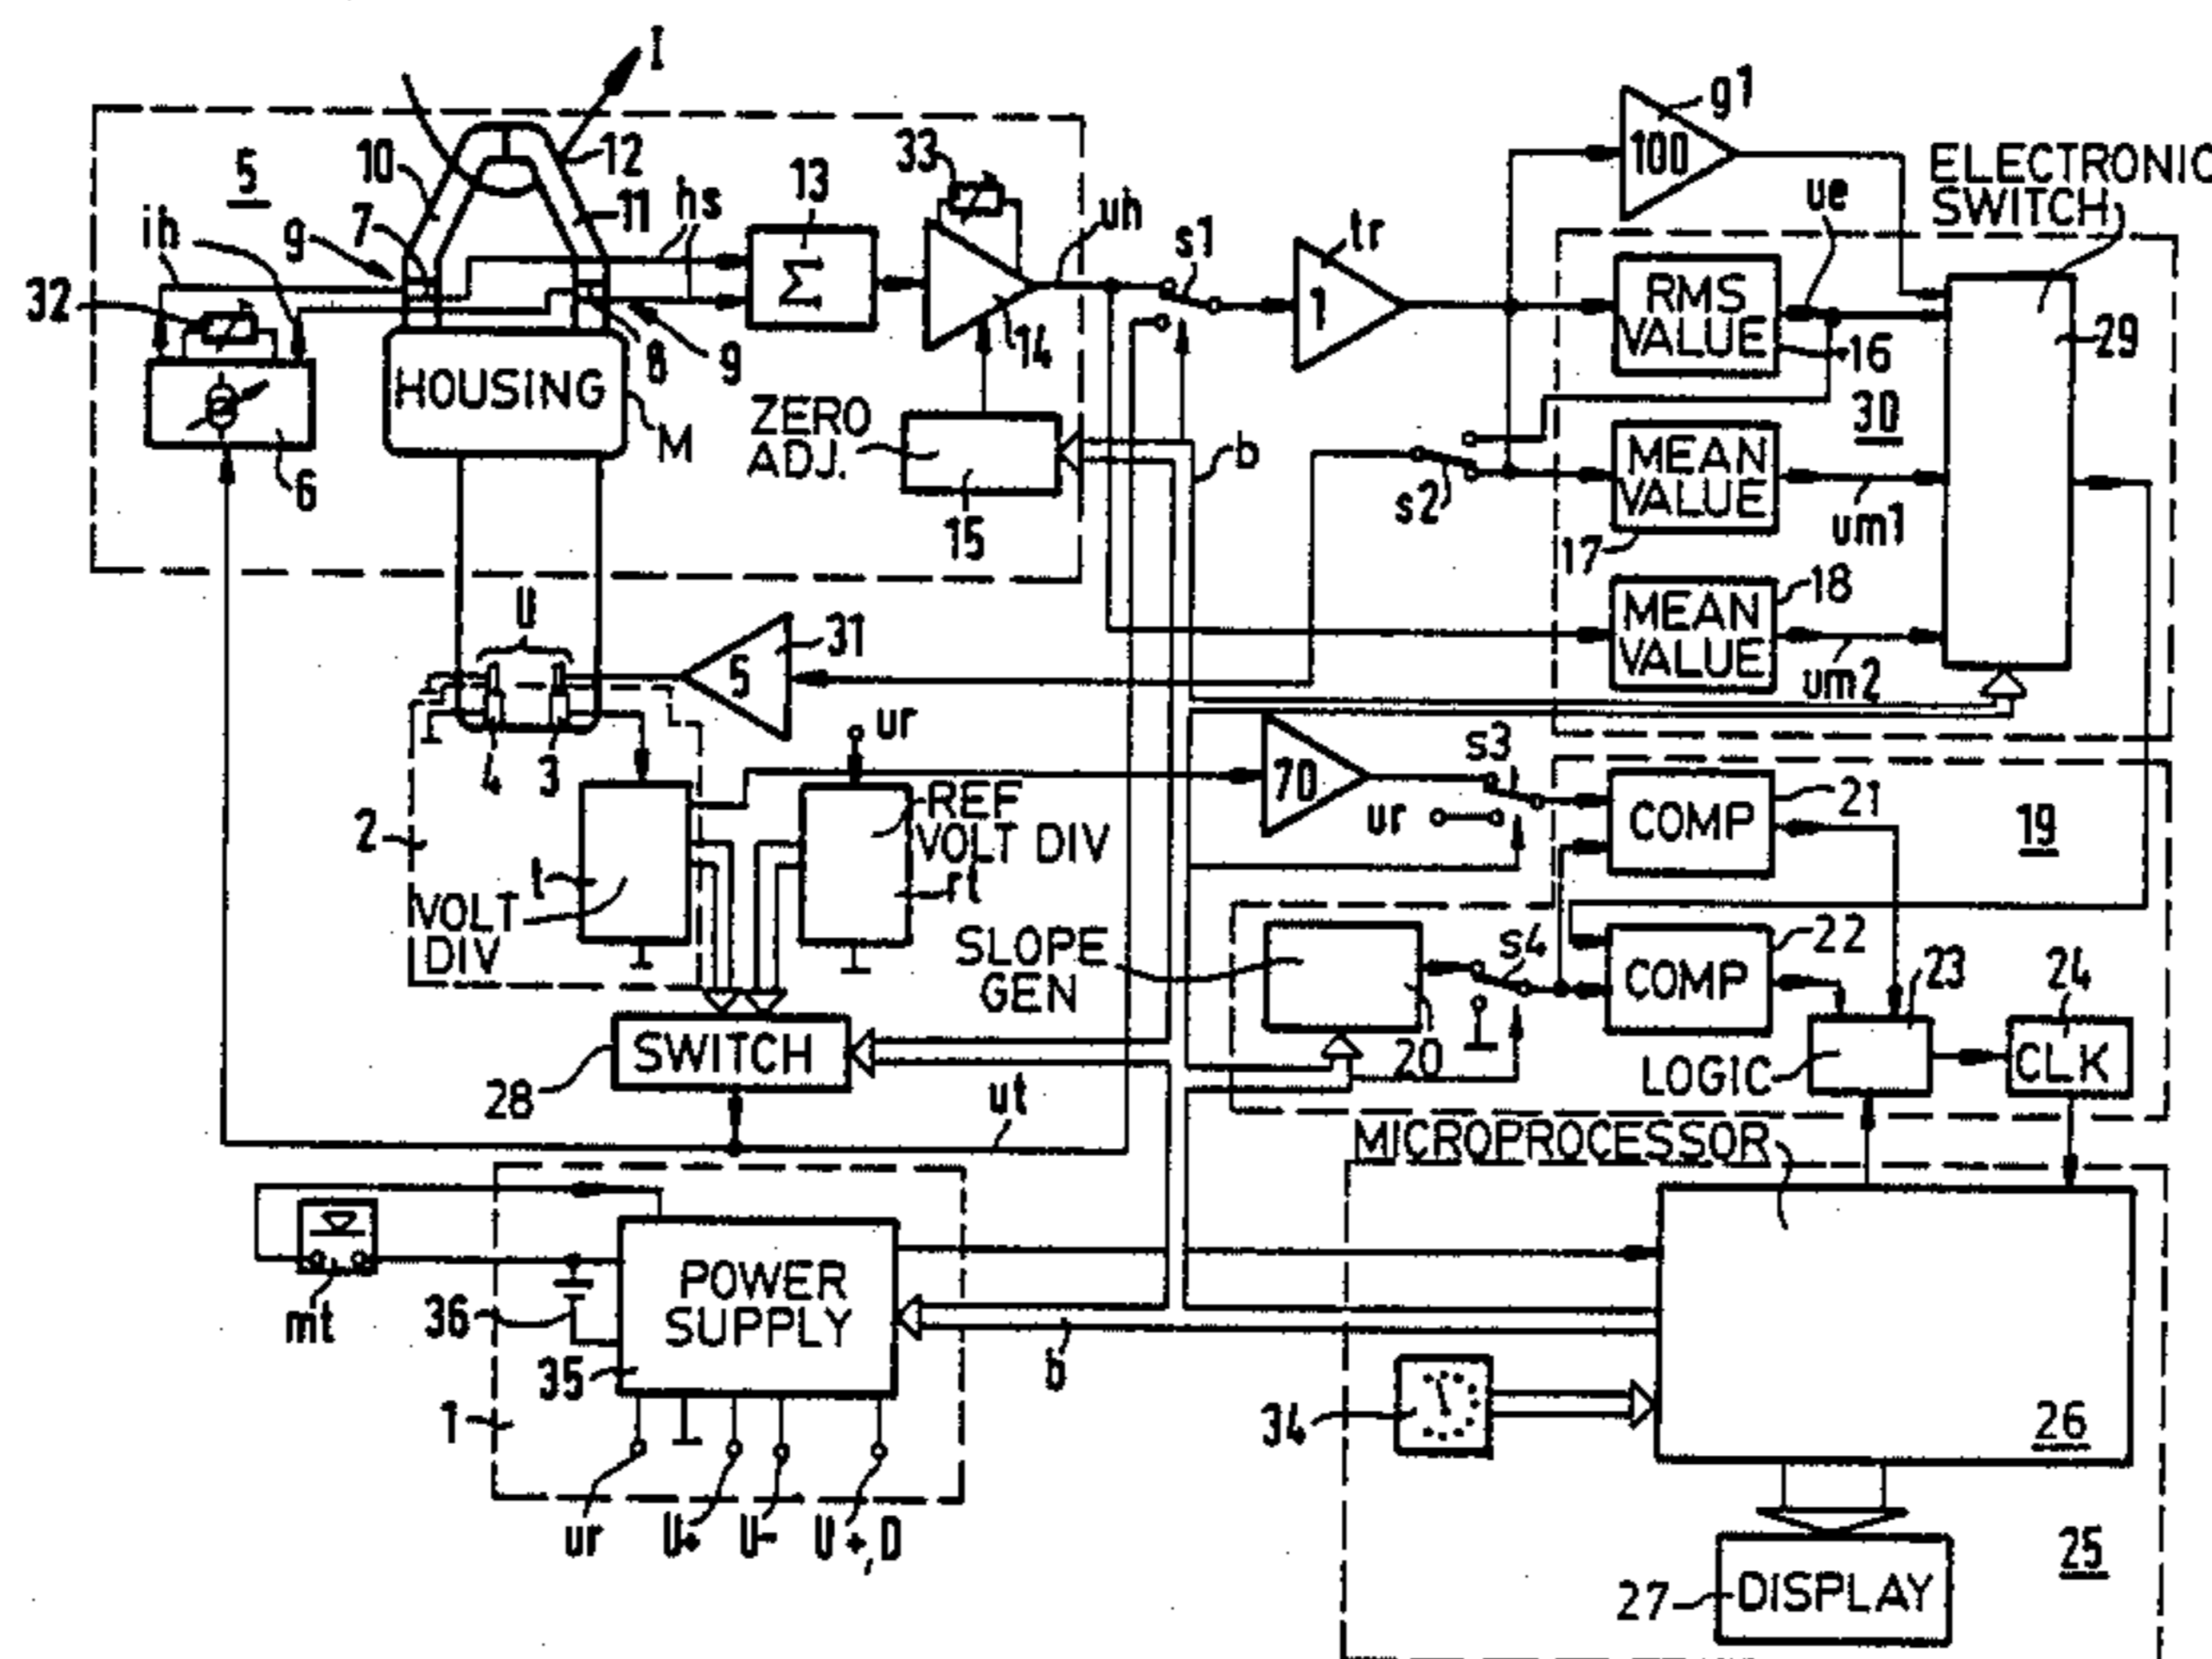 I
g1
100
ELECTRONIC
SWITCH
5
10
12
33
13
hs
ue
7
11
ih
9
uh
s1
tr
Σ
32
14
1
RMS
VALUE
16
29
8
9
HOUSING
M
6
ZERO
ADJ.
15
b
30
s2
MEAN
VALUE
17
um1
MEAN
VALUE
18
um2
U
31
5
ur
4
3
70
s3
ur
COMP
21
19
2
REF
VOLT DIV
rt
t
VOLT
DIV
SLOPE
GEN
20
s4
COMP
22
23
24
LOGIC
CLK
SWITCH
28
ut
MICROPROCESSOR
mt
36
POWER
SUPPLY
35
b
1
34
26
ur
U+
U-
U+,D
25
27
DISPLAY